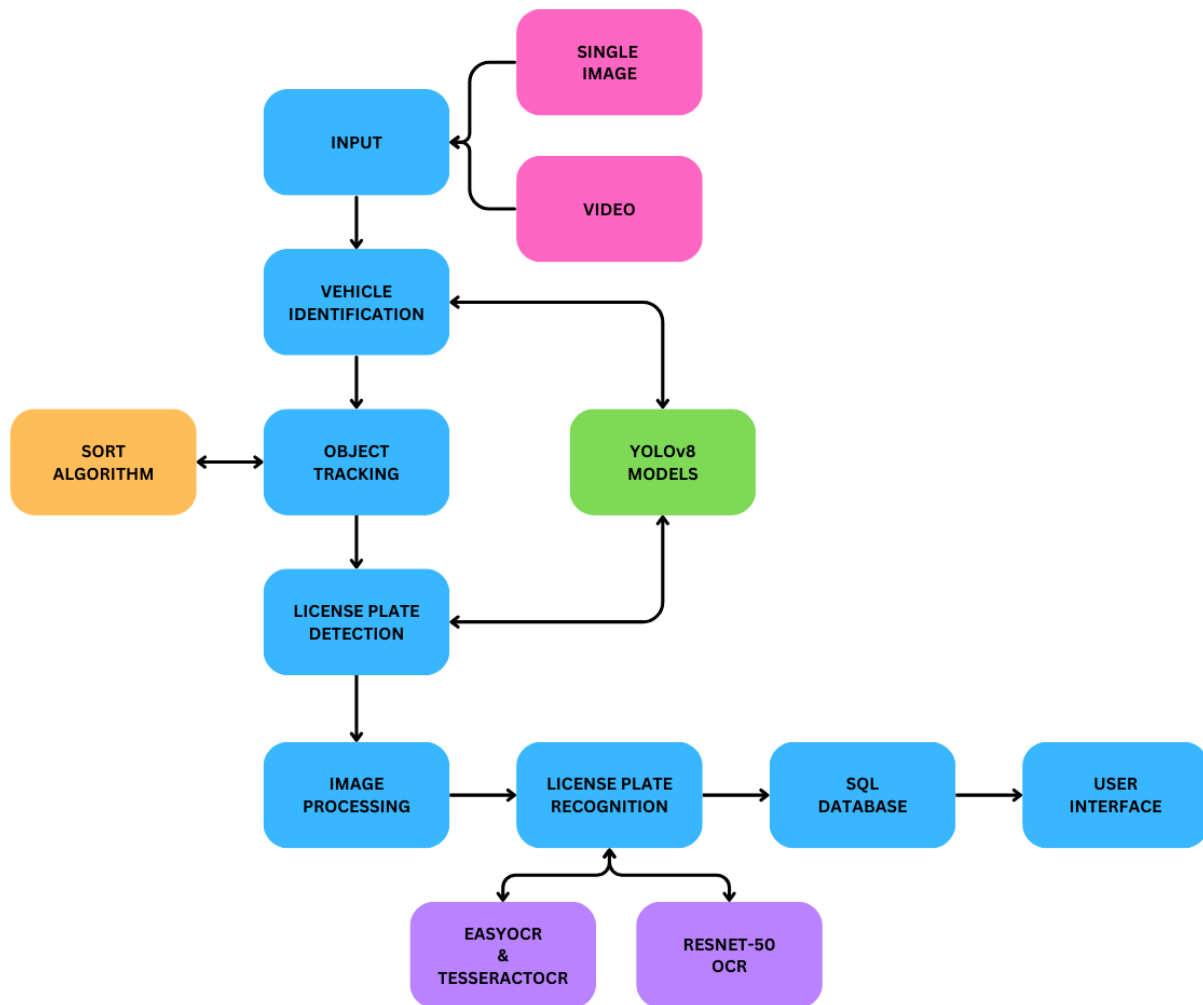 SINGLE
IMAGE
INPUT
VIDEO
VEHICLE
IDENTIFICATION
SORT
ALGORITHM
OBJECT
TRACKING
YOLOv8
MODELS
LICENSE PLATE
DETECTION
IMAGE
PROCESSING
LICENSE PLATE
RECOGNITION
SQL
DATABASE
USER
INTERFACE
EASYOCR
&
TESSERACTOCR
RESNET-50
OCR